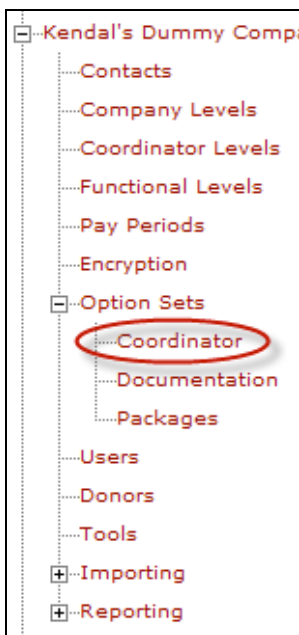 Kendal's Dummy
Contacts
Company Levels
Coordinator Levels
Functional Levels
Pay Periods
Encryption
Option Sets
Coordinator
Documentation
Packages
Users
Donors
Tools
Importing
Reporting